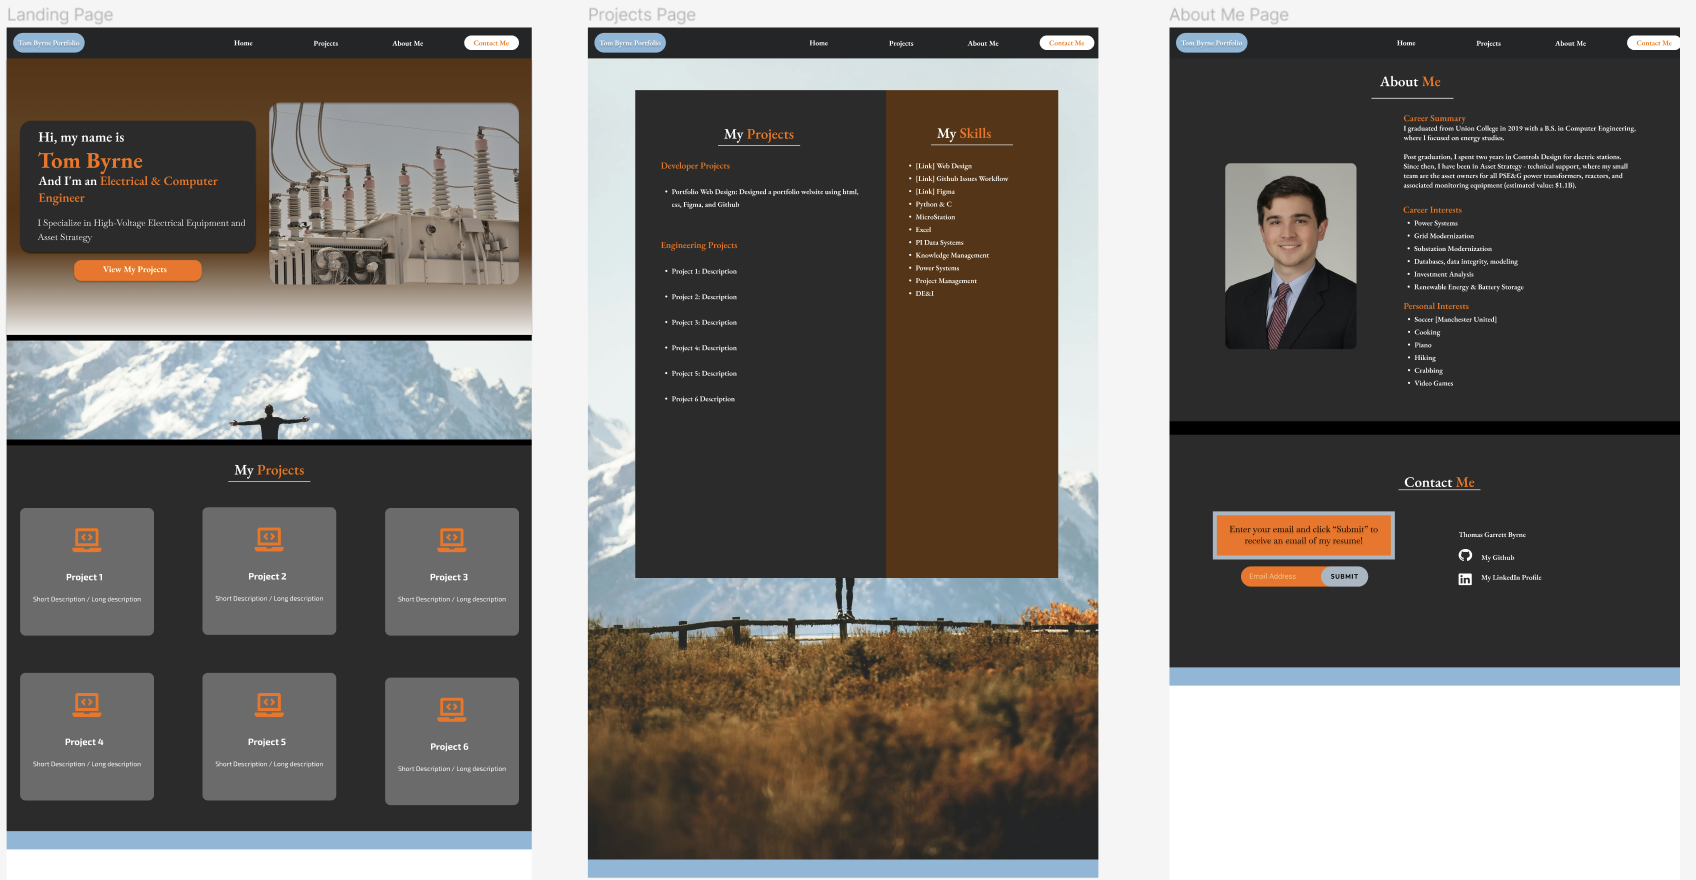 Landing Page
Tom Byrne Portfolio
Home
Projects
About Me
Contact Me
Hi, my name is
Tom Byrne
And I'm an Electrical & Computer
Engineer
I Specialize in High-Voltage Electrical Equipment and
Asset Strategy
View My Projects
My Projects
Project 1
Short Description / Long description
Project 2
Short Description / Long description
Project 3
Short Description / Long description
Project 4
Short Description / Long description
Project 5
Short Description / Long description
Project 6
Short Description / Long description
Projects Page
Tom Byrne Portfolio
Home
Projects
About Me
Contact Me
My Projects
Developer Projects
• Portfolio Web Design: Designed a portfolio website using html,
css, Figma, and Github
Engineering Projects
• Project 1: Description
• Project 2: Description
• Project 3: Description
• Project 4: Description
• Project 5: Description
• Project 6 Description
My Skills
• [Link] Web Design
• [Link] Github Issues Workflow
• [Link] Figma
• Python & C
• MicroStation
• Excel
• PI Data Systems
• Knowledge Management
• Power Systems
• Project Management
• DE&I
About Me Page
Tom Byrne Portfolio
Home
Projects
About Me
Contact Me
About Me
Career Summary
I graduated from Union College in 2019 with a B.S. in Computer Engineering,
where I focused on energy studies.
Post graduation, I spent two years in Controls Design for electric stations.
Since then, I have been in Asset Strategy - technical support, where my small
team are the asset owners for all PSE&G power transformers, reactors, and
associated monitoring equipment (estimated value: $1.1B).
Career Interests
• Power Systems
• Grid Modernization
• Substation Modernization
• Databases, data integrity, modeling
• Investment Analysis
• Renewable Energy & Battery Storage
Personal Interests
• Soccer [Manchester United]
• Cooking
• Piano
• Hiking
• Crabbing
• Video Games
Contact Me
Enter your email and click “Submit” to
receive an email of my resume!
Email Address
SUBMIT
Thomas Garrett Byrne
My Github
My LinkedIn Profile